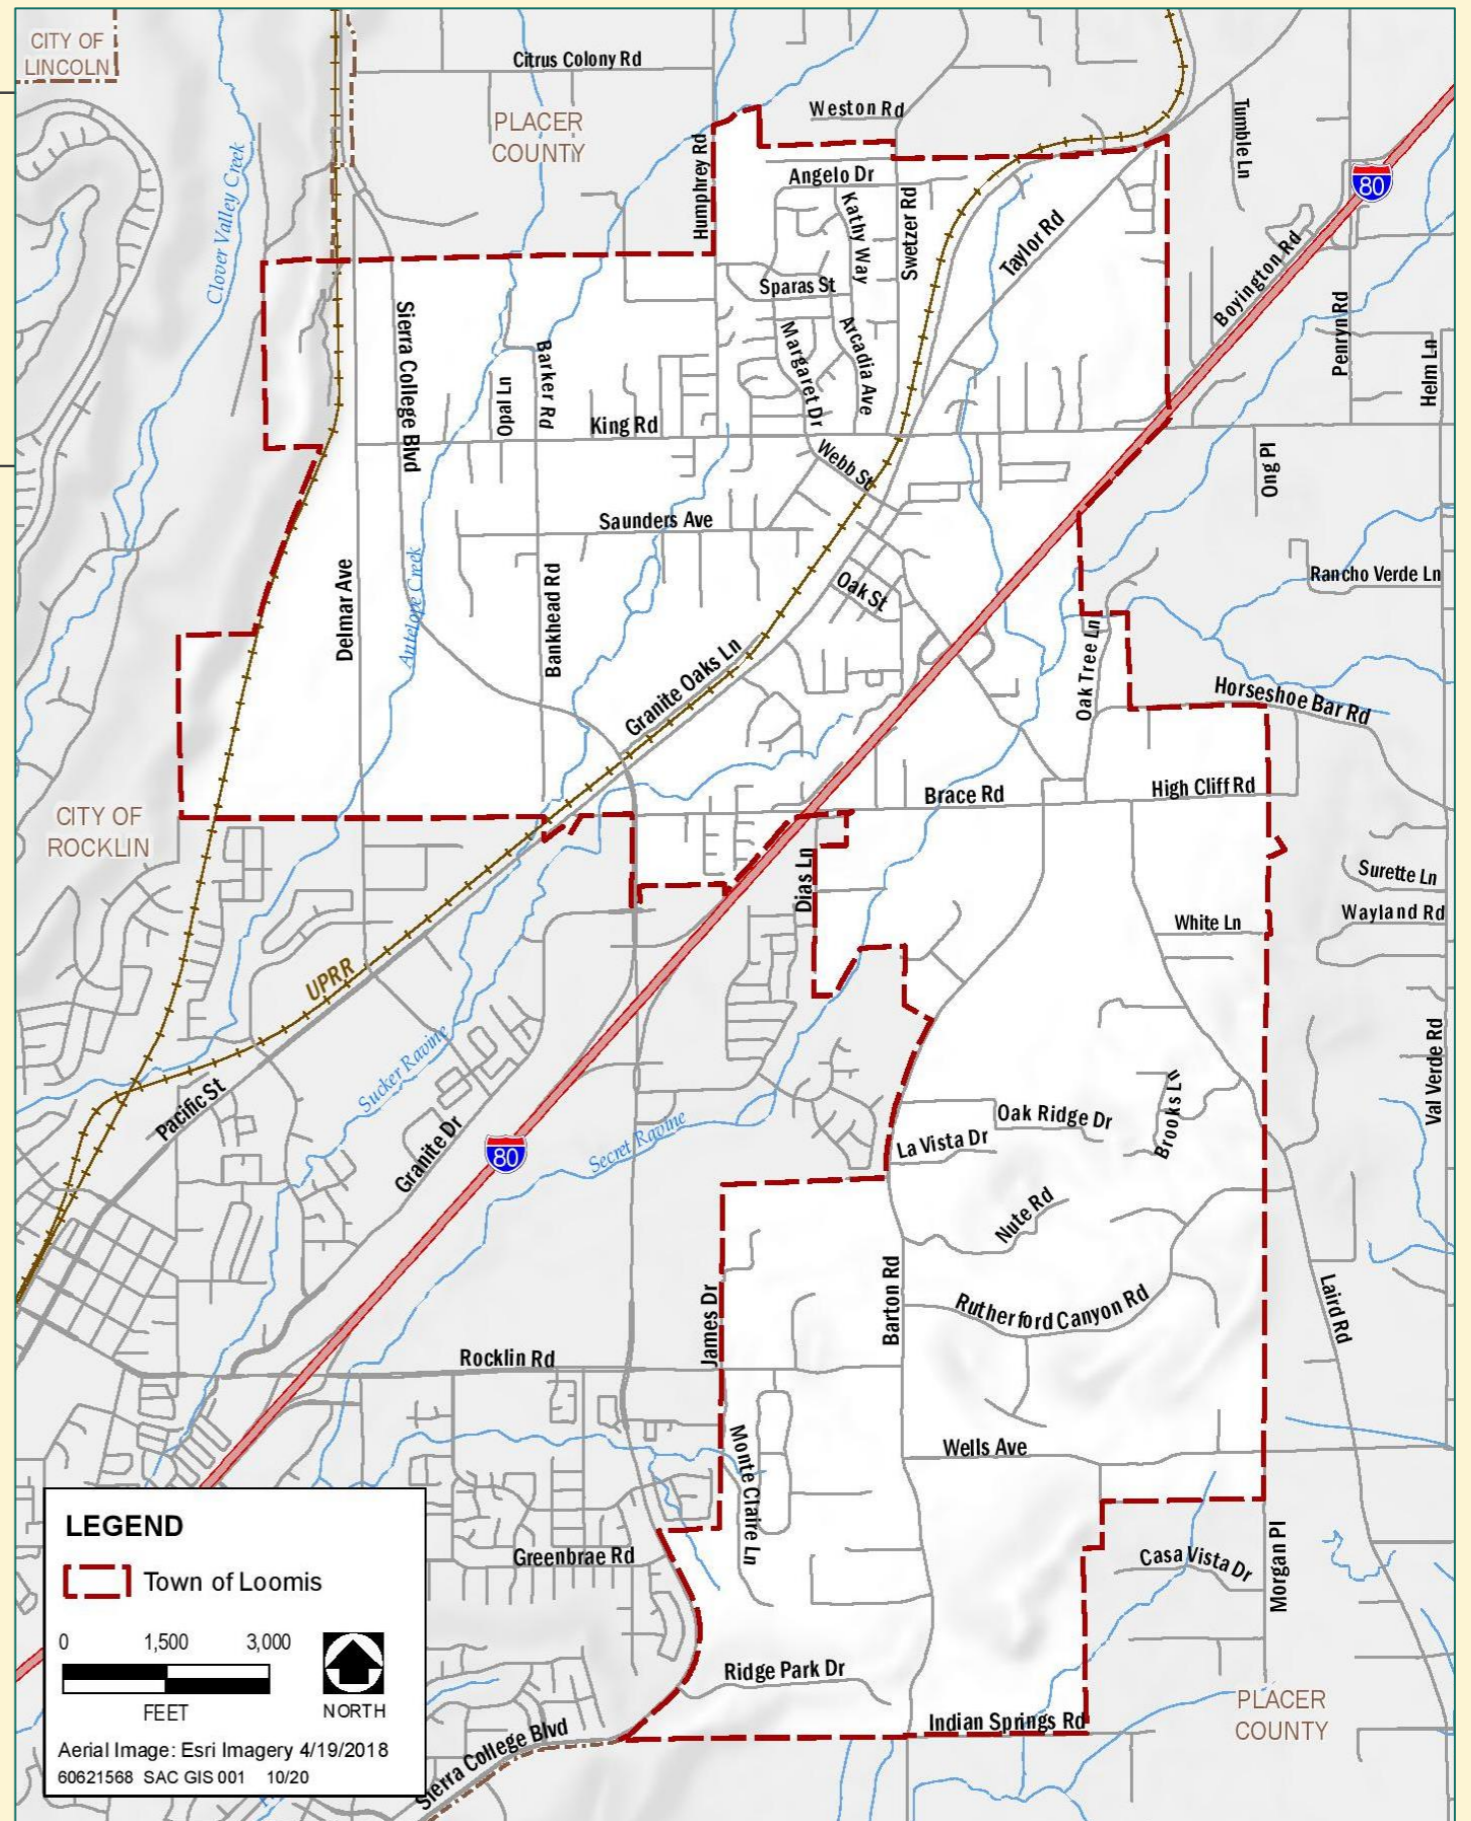 CITY OF
LINCOLN
Citrus Colony Rd
PLACER
COUNTY
Weston Rd
Tumble Ln
80
Clover Valley Creek
Humphrey Rd
Angelo Dr
Kathy Way
Swetzer Rd
Taylor Rd
Boyington Rd
Sparas St
Sierra College Blvd
Opal Ln
Barker Rd
Margaret Dr
Arcadia Ave
Penryn Rd
Helm Ln
King Rd
Webb St
Ong Pl
Saunders Ave
Delmar Ave
Antelope Creek
Bankhead Rd
Oak St
Rancho Verde Ln
Granite Oaks Ln
Oak Tree Ln
Horseshoe Bar Rd
Brace Rd
High Cliff Rd
CITY OF
ROCKLIN
Dias Ln
Surette Ln
Wayland Rd
White Ln
UPRR
Sucker Ravine
Val Verde Rd
Pacific St
Granite Dr
80
Secret Ravine
Oak Ridge Dr
La Vista Dr
Brooks Ln
Nute Rd
James Dr
Barton Rd
Rutherford Canyon Rd
Laird Rd
Rocklin Rd
Monte Claire Ln
Wells Ave
Greenbrae Rd
Casa Vista Dr
Morgan Pl
Ridge Park Dr
Indian Springs Rd
PLACER
COUNTY
Sierra College Blvd
LEGEND
Town of Loomis
0 1,500 3,000
FEET
NORTH
Aerial Image: Esri Imagery 4/19/2018
60621568 SAC GIS 001 10/20